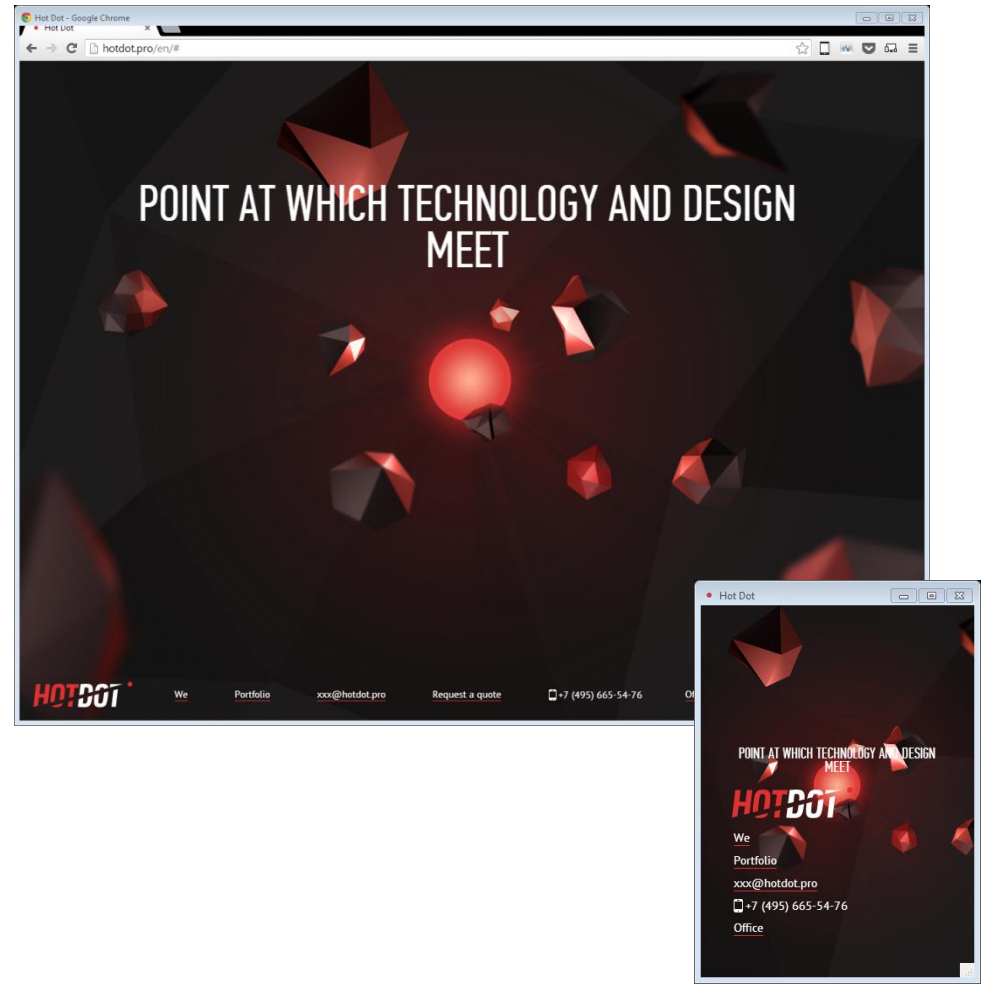 Hot Dot - Google Chrome
Hot Dot
hotdot.pro/en/#
POINT AT WHICH TECHNOLOGY AND DESIGN
MEET
HOTDOT
We
Portfolio
xxx@hotdot.pro
Request a quote
+7 (495) 665-54-76
Of
Hot Dot
POINT AT WHICH TECHNOLOGY AND DESIGN
MEET
HOTDOT
We
Portfolio
xxx@hotdot.pro
+7 (495) 665-54-76
Office